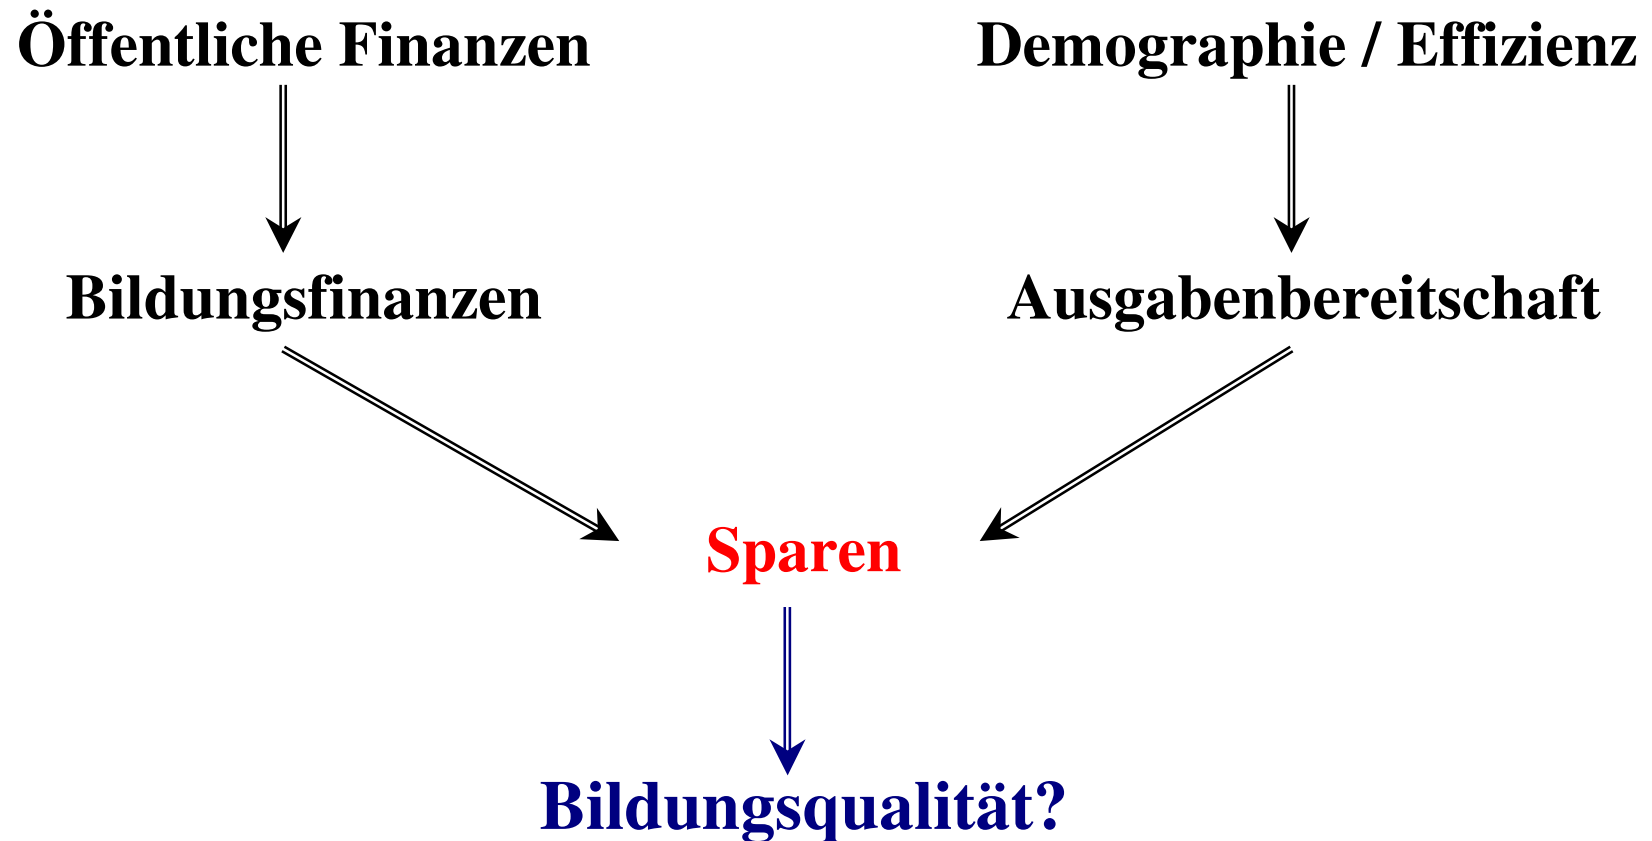 Öffentliche Finanzen
Demographie / Effizienz
Bildungsfinanzen
Ausgabenbereitschaft
Sparen
Bildungsqualität?